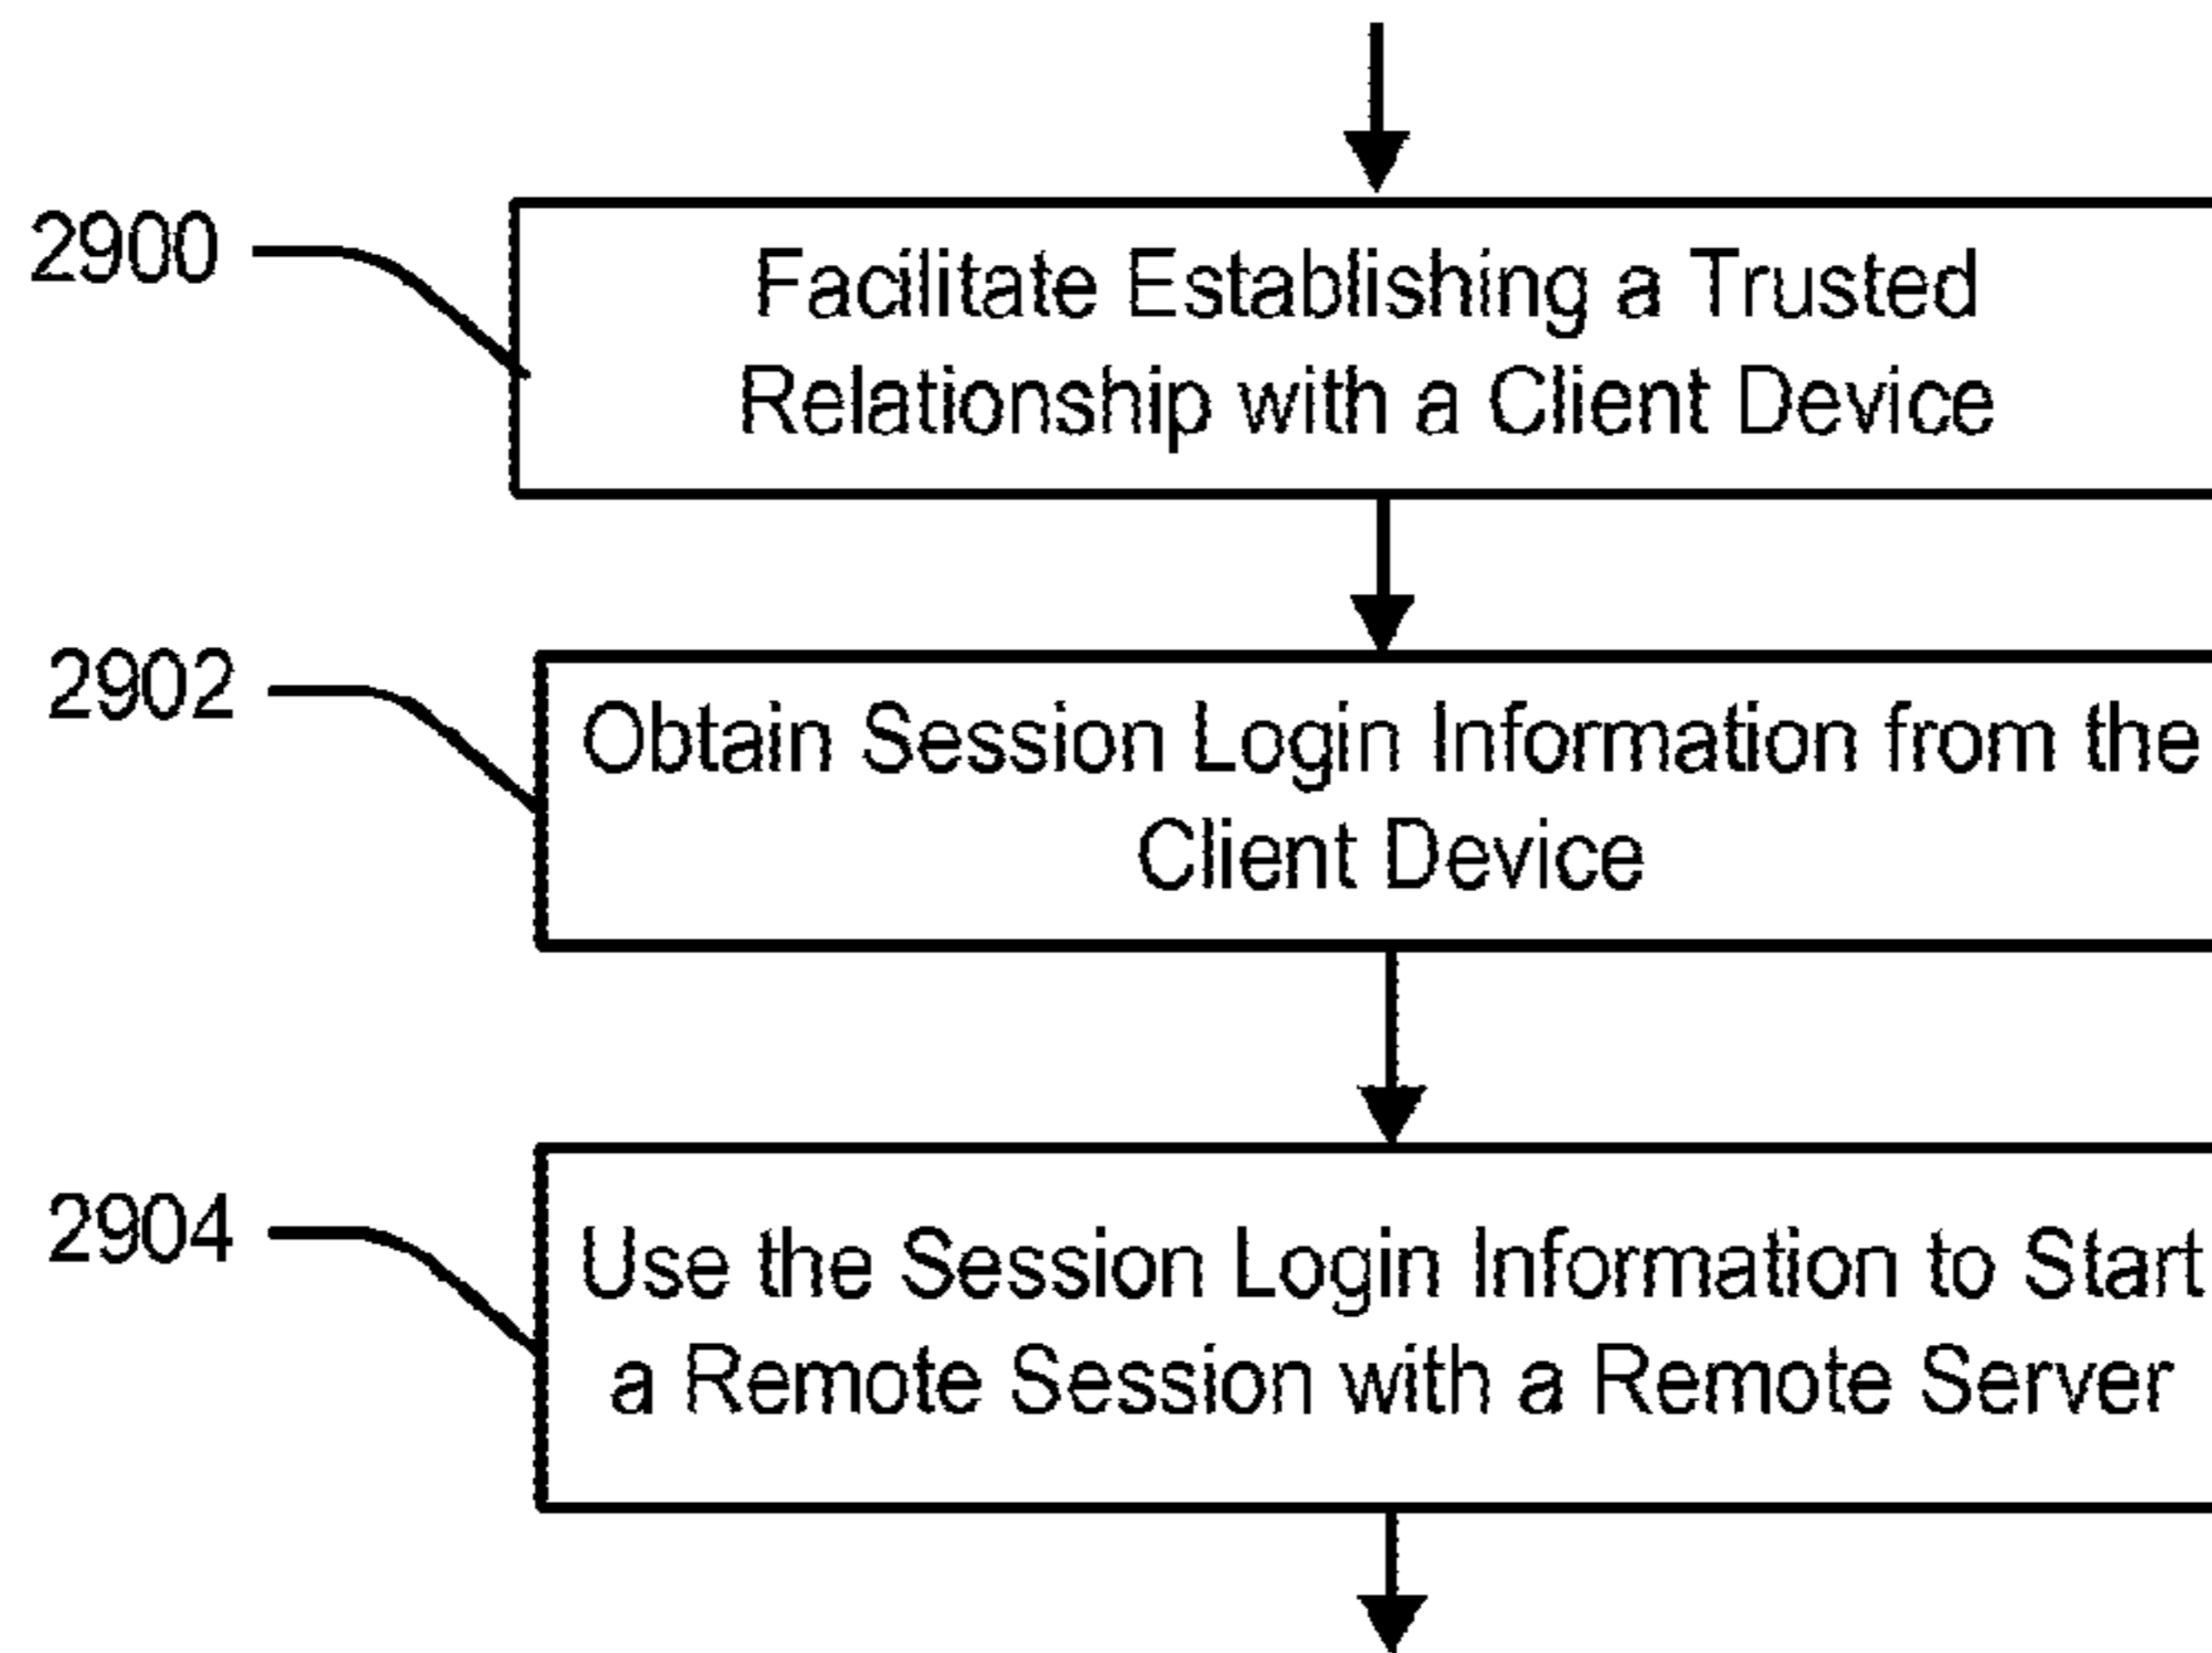 2900
Facilitate Establishing a Trusted
Relationship with a Client Device
2902
Obtain Session Login Information from the
Client Device
2904
Use the Session Login Information to Start
a Remote Session with a Remote Server